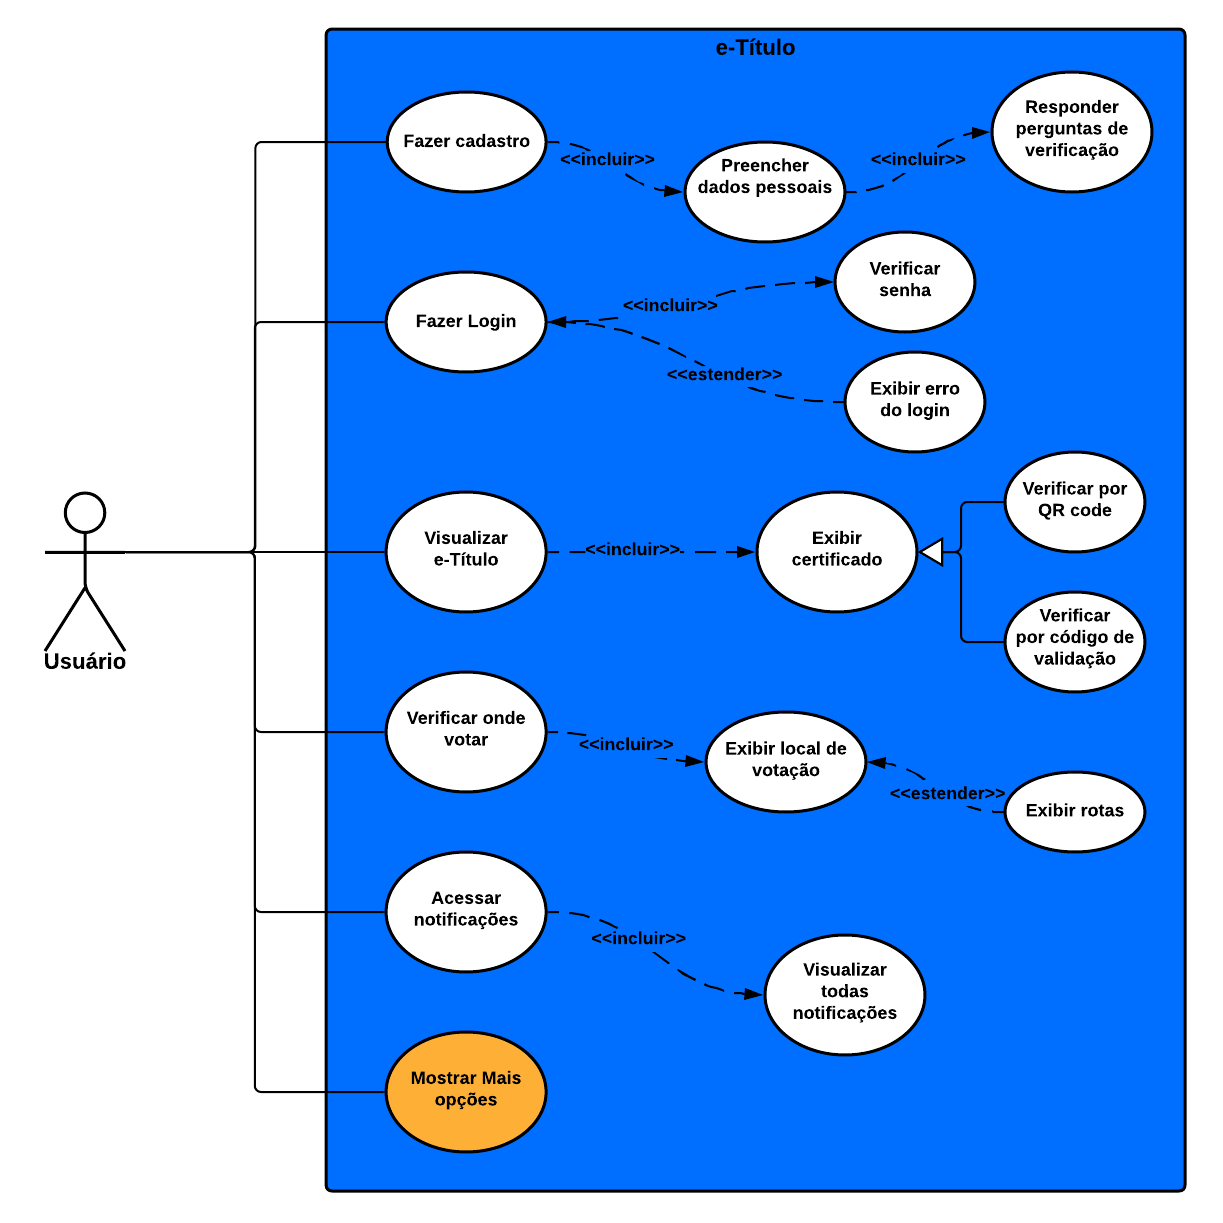 e-Título
Fazer cadastro
<<incluir>>
Preencher
dados pessoais
<<incluir>>
Responder
perguntas de
verificação
Fazer Login
<<incluir>>
Verificar
senha
<<estender>>
Exibir erro
do login
Usuário
Visualizar
e-Título
<<incluir>>
Exibir
certificado
Verificar por
QR code
Verificar
por código de
validação
Verificar onde
votar
<<incluir>>
Exibir local de
votação
<<estender>>
Exibir rotas
Acessar
notificações
<<incluir>>
Visualizar
todas
notificações
Mostrar Mais
opções